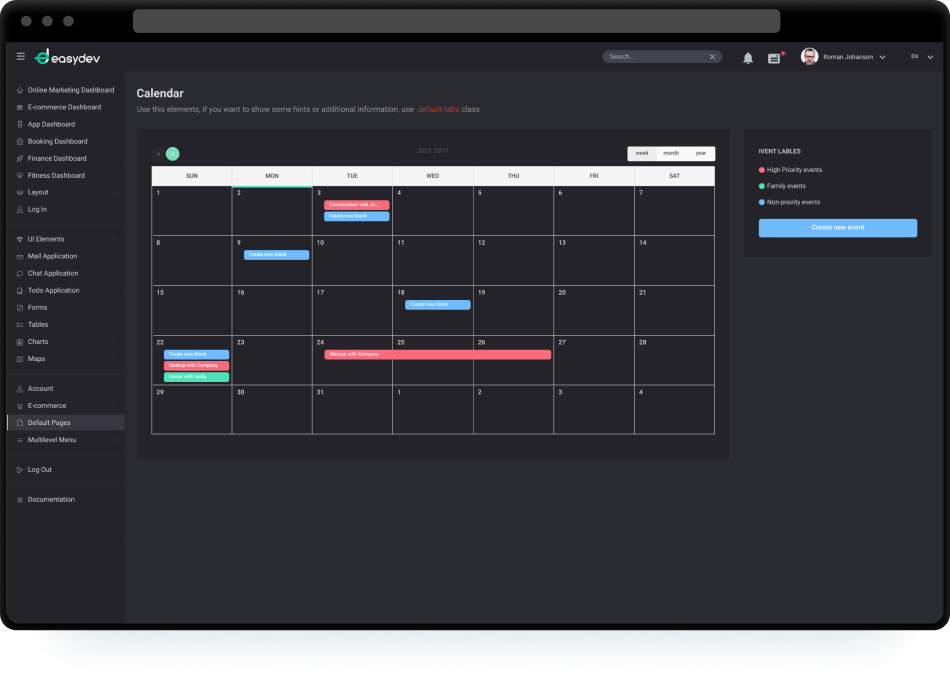 easydev
Search...
Roman Johanson
EN
Online Marketing Dashboard
E-commerce Dashboard
App Dashboard
Booking Dashboard
Finance Dashboard
Fitness Dashboard
Layout
Log In
UI Elements
Mail Application
Chat Application
Todo Application
Forms
Tables
Charts
Maps
Account
E-commerce
Default Pages
Multilevel Menu
Log Out
Documentation
Calendar
Use this elements, if you want to show some hints or additional information, use .default-tabs class
JULY 2017
week month year
SUN MON TUE WED THU FRI SAT
1 2 3 4 5 6 7
Conversation with Jo...
Create new blank
8 9 10 11 12 13 14
Create new blank
15 16 17 18 19 20 21
Create new blank
22 23 24 25 26 27 28
Create new blank
Meetup with Company
Meetup with Company
Dinner with Molly
29 30 31 1 2 3 4
IVENT LABLES
High Priority events
Family events
Non-priority events
Create new event